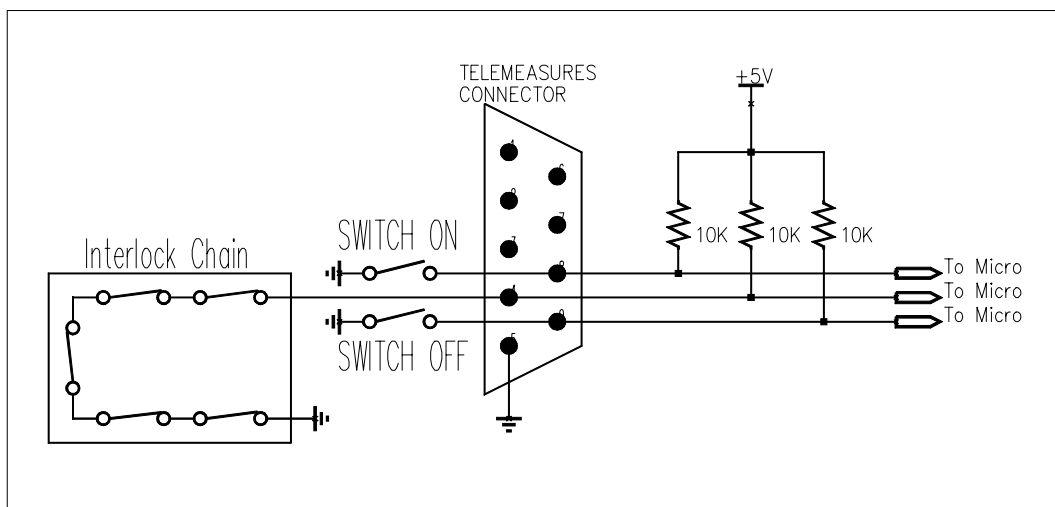 TELEMEASURES
CONNECTOR
+5V
SWITCH ON
10K
10K
10K
Interlock Chain
To Micro
To Micro
To Micro
SWITCH OFF